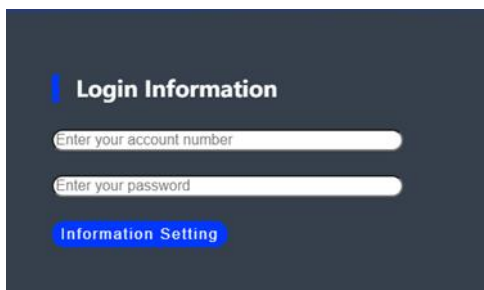 Login Information
Enter your account number
Enter your password
Information Setting